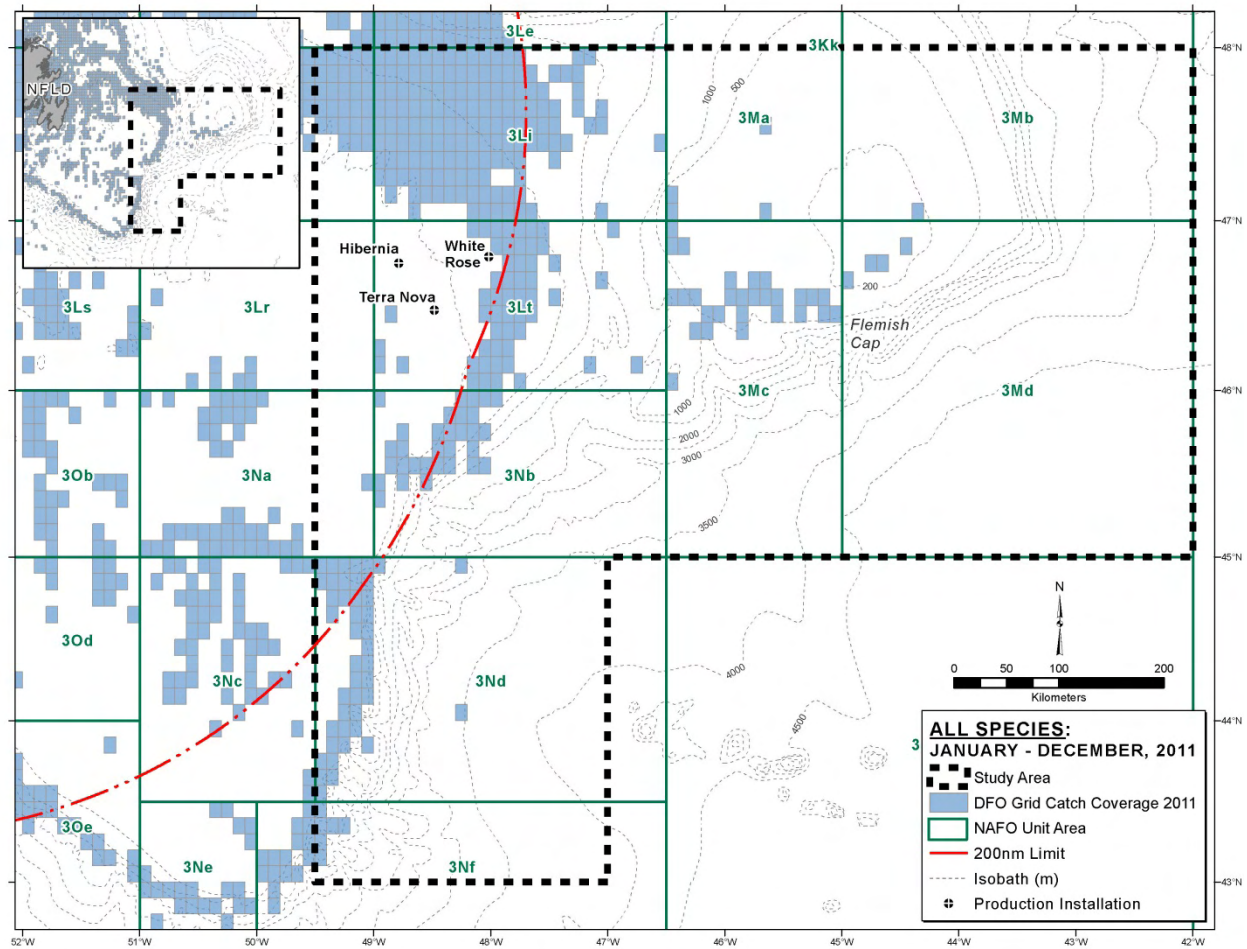 3Le
3Kk
48°N
NFLD
1000
500
3Ma
3Mb
3Li
47°N
Hibernia
White
Rose
Terra Nova
3Ls
3Lr
3Lt
200
Flemish
Cap
46°N
1000
3Mc
3Md
2000
3000
3Ob
3Na
3Nb
3500
45°N
N
3Od
3Nc
3Nd
4000
0 50 100 200
Kilometers
4500
44°N
3
ALL SPECIES:
JANUARY - DECEMBER, 2011
Study Area
DFO Grid Catch Coverage 2011
NAFO Unit Area
200nm Limit
Isobath (m)
Production Installation
3Oe
3Ne
3Nf
43°N
52°W 51°W 50°W 49°W 48°W 47°W 46°W 45°W 44°W 43°W 42°W